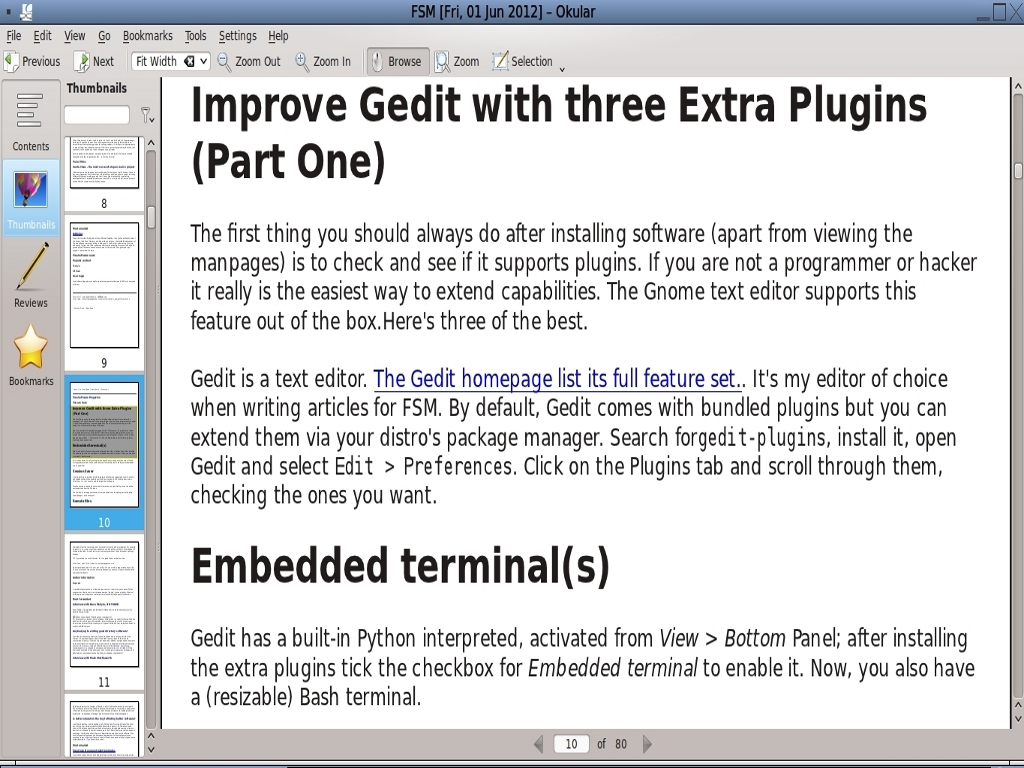 FSM [Fri, 01 Jun 2012] – Okular
File Edit View Go Bookmarks Tools Settings Help
Previous Next Fit Width Zoom Out Zoom In Browse Zoom Selection
Thumbnails
Contents
Thumbnails
Reviews
Bookmarks
8
9
10
11
Improve Gedit with three Extra Plugins
(Part One)
The first thing you should always do after installing software (apart from viewing the
manpages) is to check and see if it supports plugins. If you are not a programmer or hacker
it really is the easiest way to extend capabilities. The Gnome text editor supports this
feature out of the box.Here's three of the best.
Gedit is a text editor. The Gedit homepage list its full feature set.. It's my editor of choice
when writing articles for FSM. By default, Gedit comes with bundled plugins but you can
extend them via your distro's package manager. Search forgedit-plugins, install it, open
Gedit and select Edit > Preferences. Click on the Plugins tab and scroll through them,
checking the ones you want.
Embedded terminal(s)
Gedit has a built-in Python interpreted, activated from View > Bottom Panel; after installing
the extra plugins tick the checkbox for Embedded terminal to enable it. Now, you also have
a (resizable) Bash terminal.
10 of 80